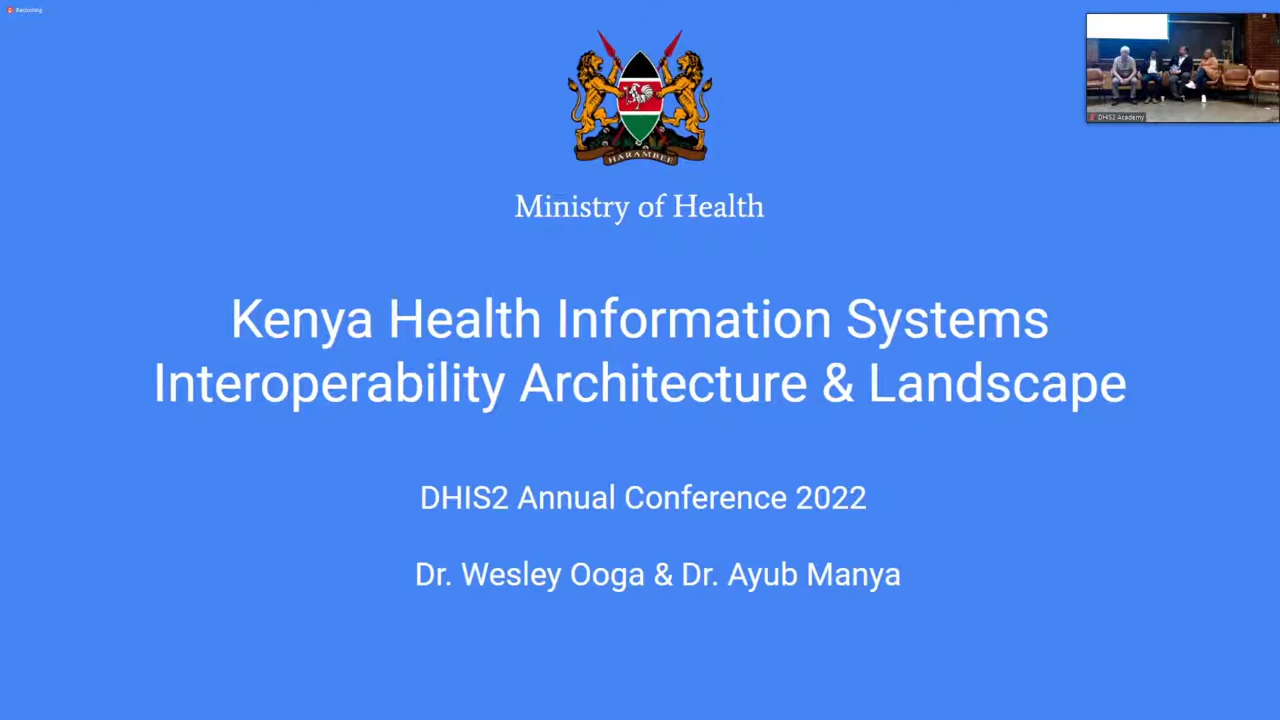 Recording
DHIS2 Academy
HARAMBEE
Ministry of Health
Kenya Health Information Systems
Interoperability Architecture & Landscape
DHIS2 Annual Conference 2022
Dr. Wesley Ooga & Dr. Ayub Manya